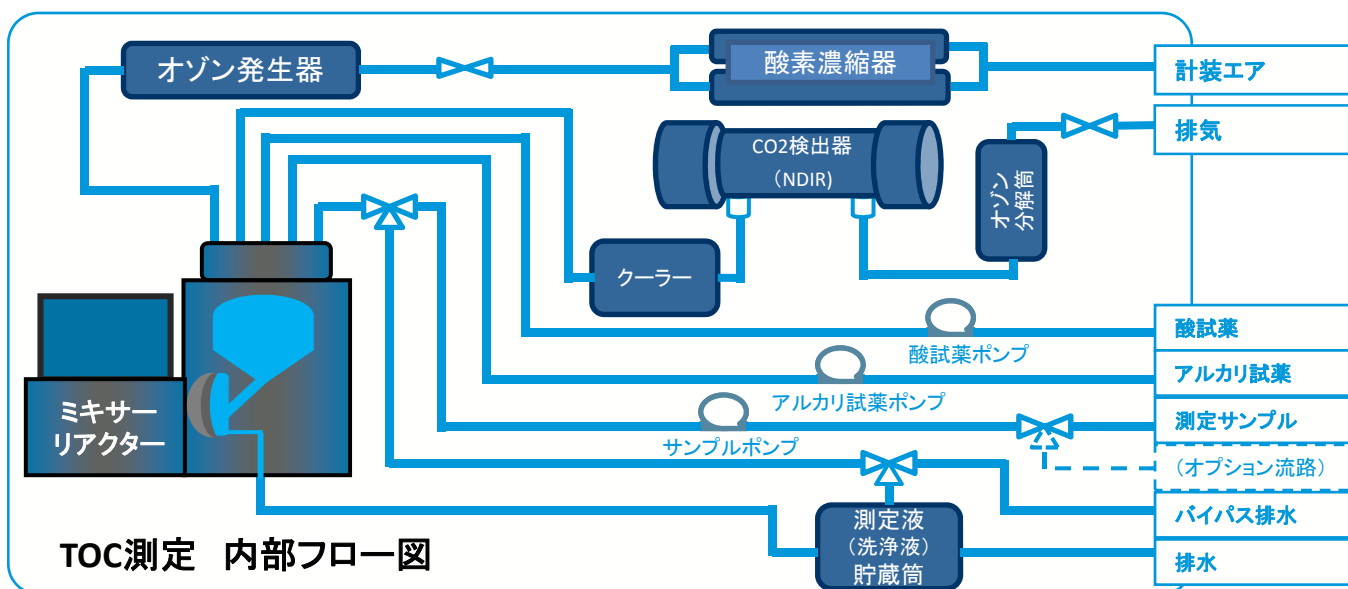 オゾン発生器
酸素濃縮器
計装エア
排気
CO2検出器
(NDIR)
オゾン
分解筒
クーラー
酸試薬
酸試薬ポンプ
アルカリ試薬
アルカリ試薬ポンプ
測定サンプル
サンプルポンプ
ミキサー
リアクター
(オプション流路)
バイパス排水
測定液
(洗浄液)
貯蔵筒
排水
TOC測定 内部フロー図